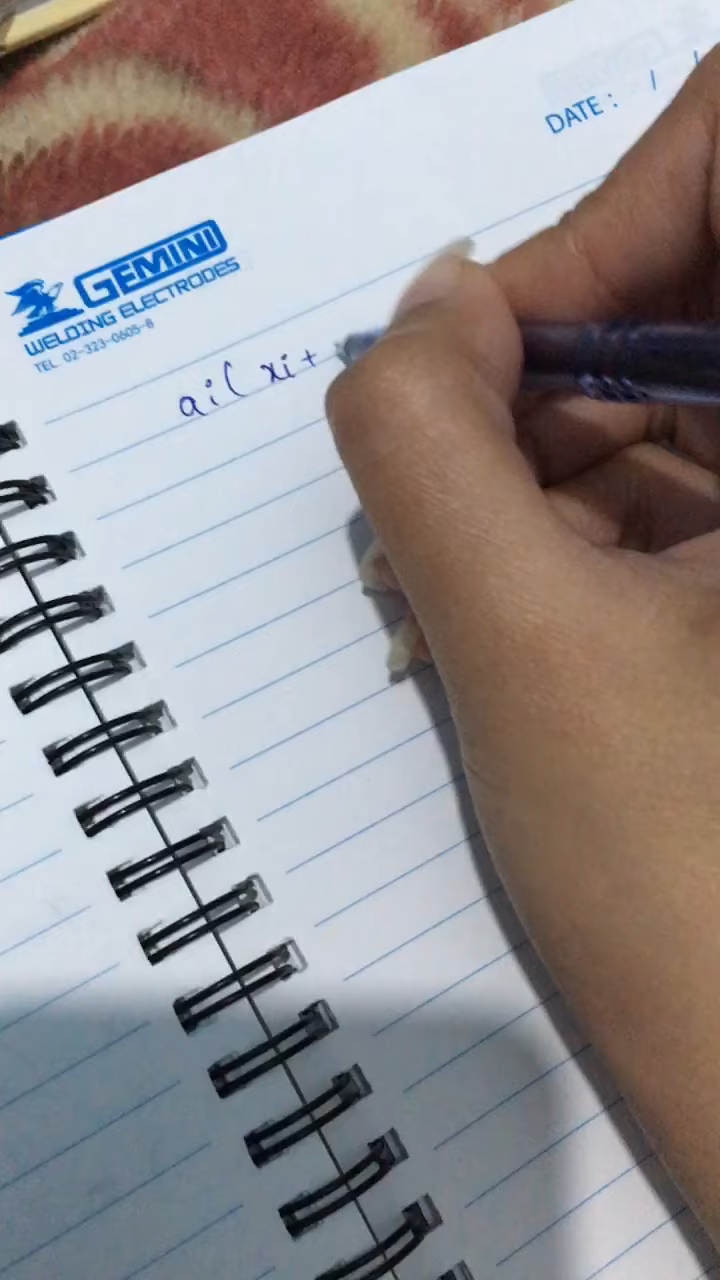 DATE : / /
GEMINI
WELDING ELECTRODES
TEL 02-323-0605-8
ai( xi+